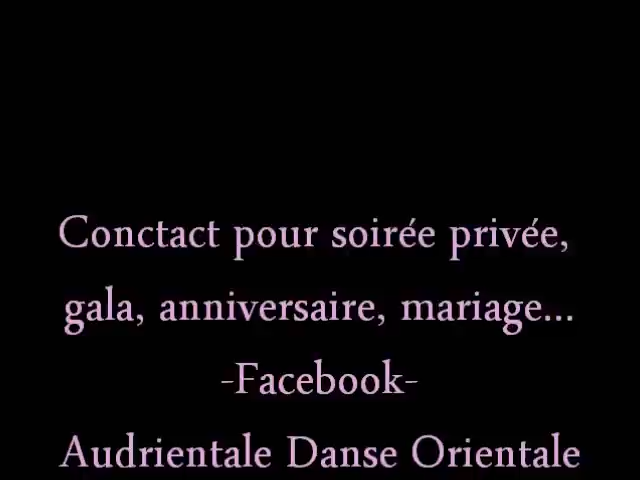 Conctact pour soirée privée,
gala, anniversaire, mariage...
-Facebook-
Audrientale Danse Orientale